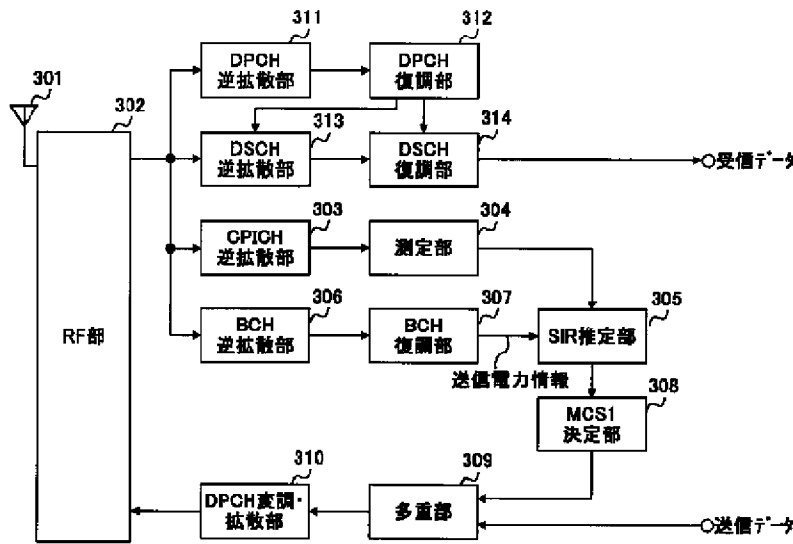 311
312
DPCH
逆拡散部
DPCH
復調部
301
302
313
314
DSCH
逆拡散部
DSCH
復調部
受信データ
303
304
CPICH
逆拡散部
測定部
306
307
305
RF部
BCH
逆拡散部
BCH
復調部
SIR推定部
送信電力情報
308
MCS1
決定部
310
309
DPCH変調・
拡散部
多重部
送信データ